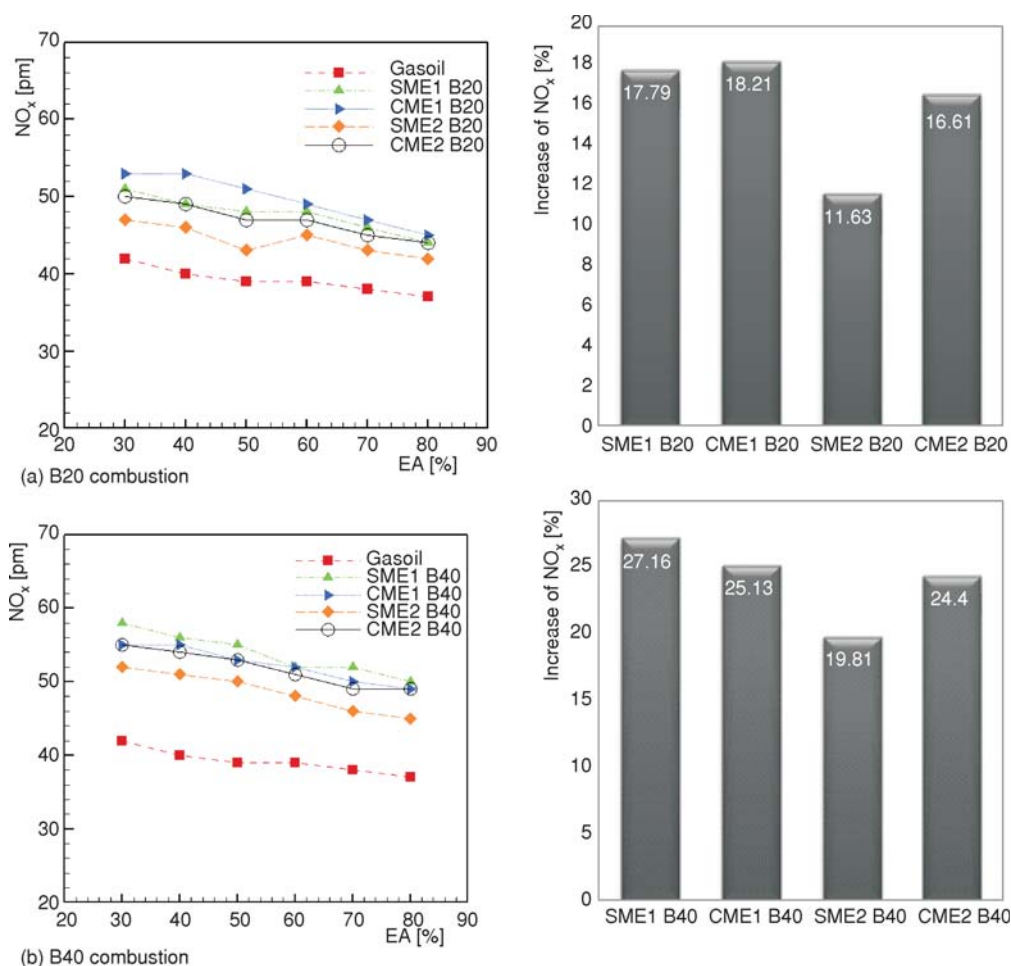 70
60
50
40
30
20
NOx [pm]
Gasoil
SME1 B20
CME1 B20
SME2 B20
CME2 B20
20 30 40 50 60 70 80 90
EA [%]
(a) B20 combustion
20
18
16
14
12
10
8
6
4
2
0
Increase of NOx [%]
17.79
18.21
11.63
16.61
SME1 B20 CME1 B20 SME2 B20 CME2 B20
70
60
50
40
30
20
NOx [pm]
Gasoil
SME1 B40
CME1 B40
SME2 B40
CME2 B40
20 30 40 50 60 70 80 90
EA [%]
(b) B40 combustion
30
25
20
15
10
5
0
Increase of NOx [%]
27.16
25.13
19.81
24.4
SME1 B40 CME1 B40 SME2 B40 CME2 B40